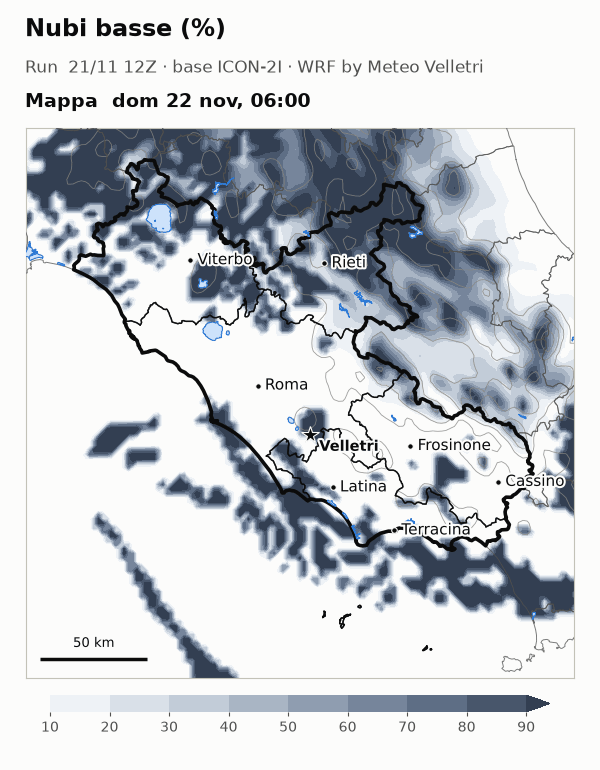 Nubi basse (%)
Run 21/11 12Z · base ICON-2I · WRF by Meteo Velletri
Mappa dom 22 nov, 06:00
Viterbo
Rieti
Roma
Velletri
Frosinone
Latina
Cassino
Terracina
50 km
10 20 30 40 50 60 70 80 90